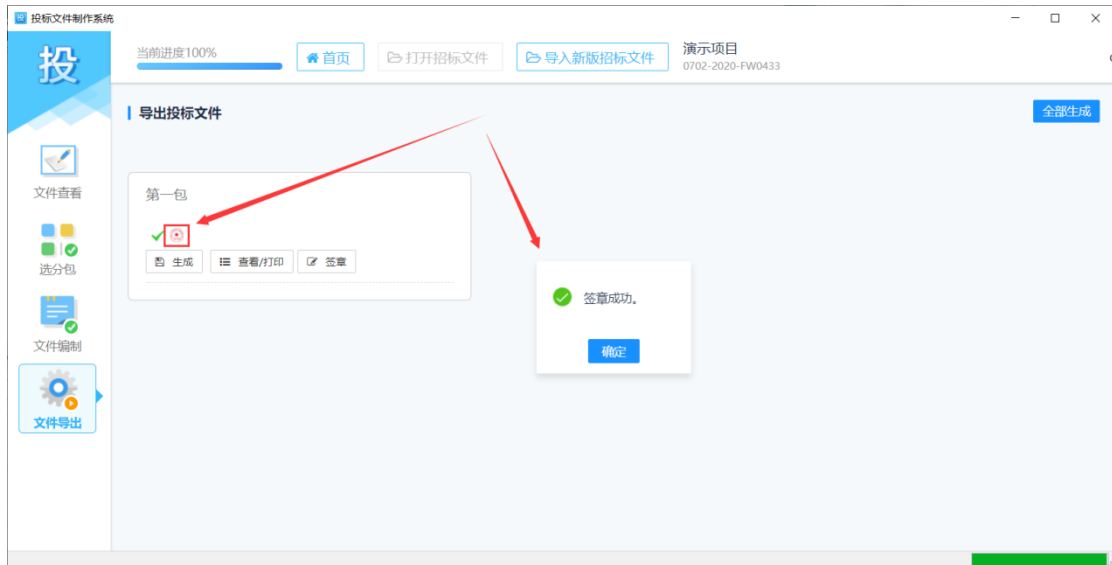 投标文件制作系统
投
当前进度100%
首页
打开招标文件
导入新版招标文件
演示项目
0702-2020-FW0433
导出投标文件
全部生成
文件查看
选分包
文件编制
文件导出
第一包
生成
查看/打印
签章
签章成功。
确定